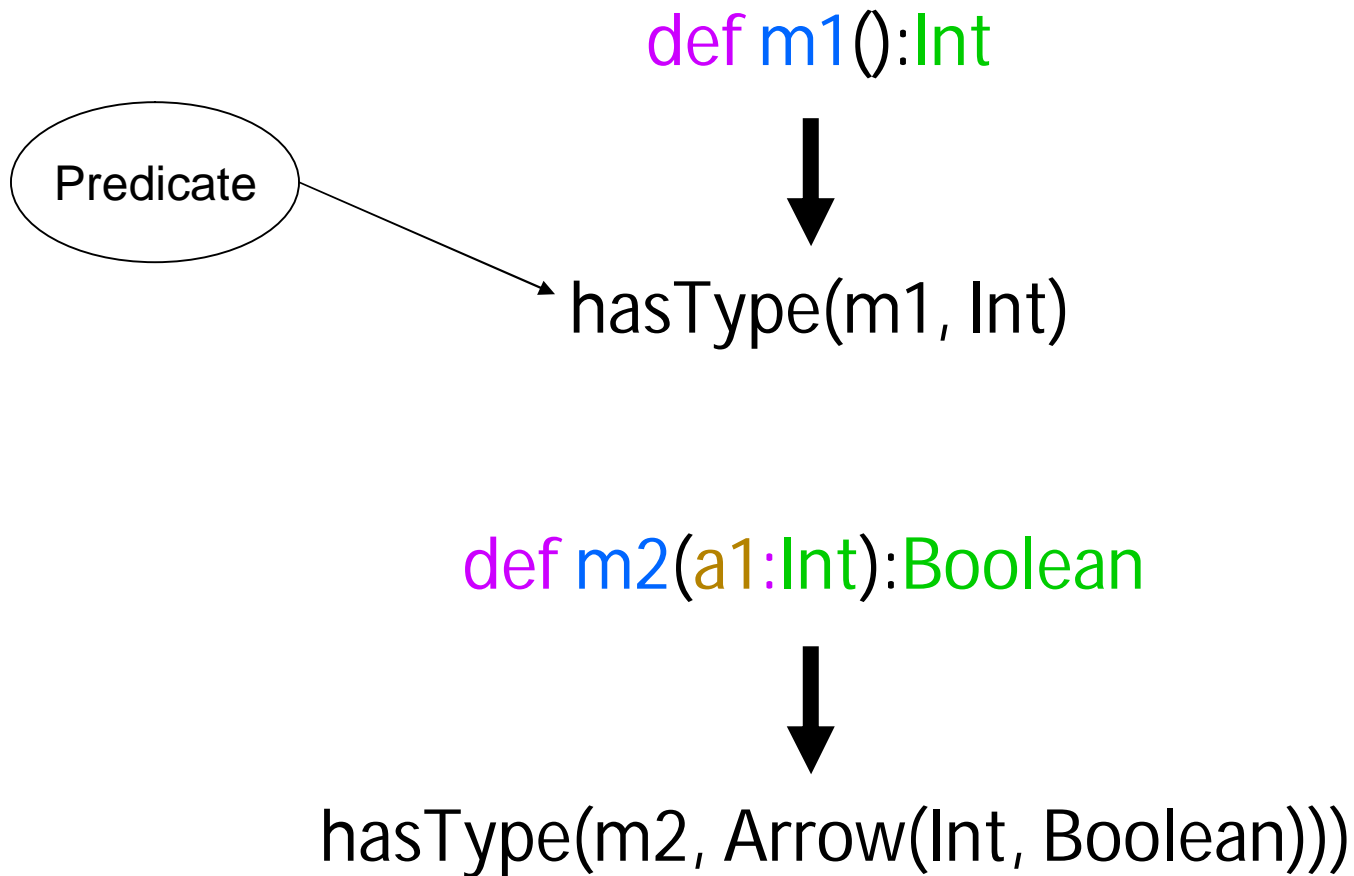 def m1():Int
Predicate
hasType(m1, Int)
def m2(a1:Int):Boolean
hasType(m2, Arrow(Int, Boolean)))